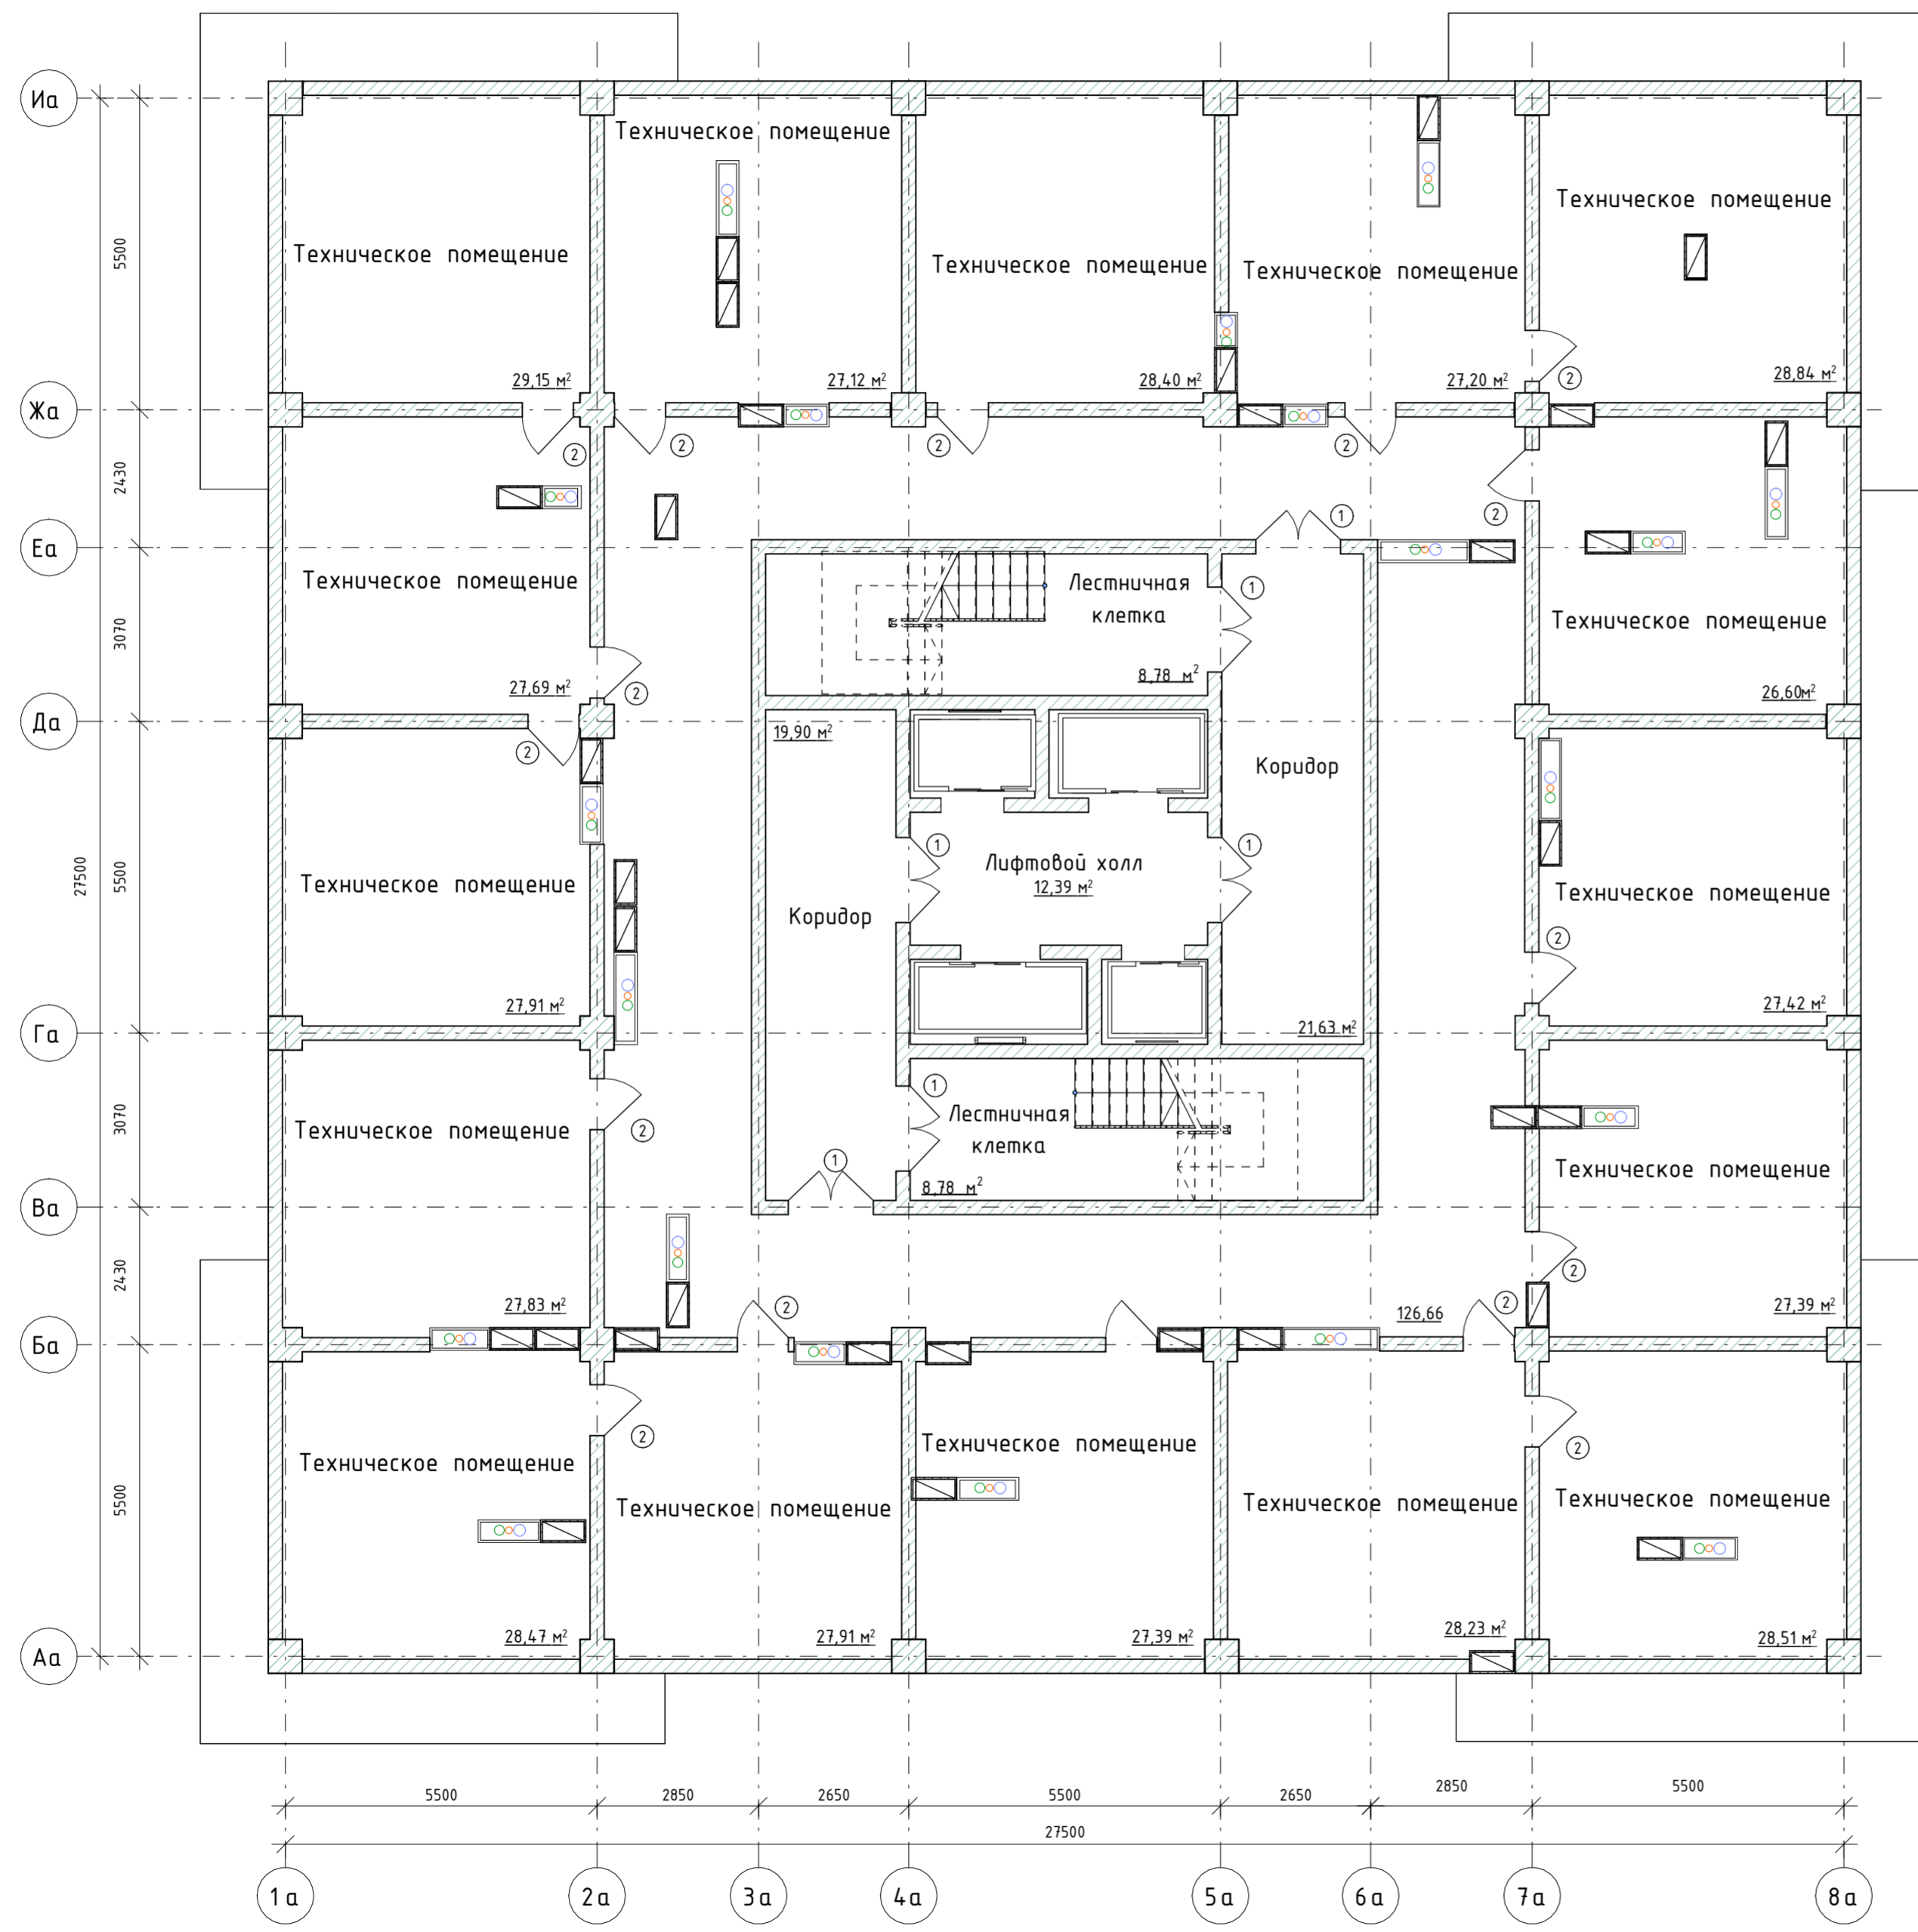 Иа
Техническое помещение
Техническое помещение
5500
Техническое помещение
Техническое помещение
Техническое помещение
29,15 м²
27,12 м²
28,40 м²
27,20 м²
28,84 м²
2
Жа
2
2
2
2
2430
2
1
Еа
Техническое помещение
Лестничная
клетка
1
Техническое помещение
3070
8,78 м²
27,69 м²
2
26,60м²
Да
2
19,90 м²
Коридор
1
1
Лифтовой холл
12,39 м²
27500
5500
Техническое помещение
Техническое помещение
Коридор
2
27,91 м²
27,42 м²
21,63 м²
Га
1
3070
Техническое помещение
2
Лестничная
клетка
1
Техническое помещение
8,78 м²
Ва
2430
2
27,83 м²
2
126,66
2
27,39 м²
Ба
2
2
Техническое помещение
Техническое помещение
Техническое помещение
Техническое помещение
Техническое помещение
5500
28,47 м²
27,91 м²
27,39 м²
28,23 м²
28,51 м²
Аа
5500
2850
2650
5500
2650
2850
5500
27500
1а
2а
3а
4а
5а
6а
7а
8а